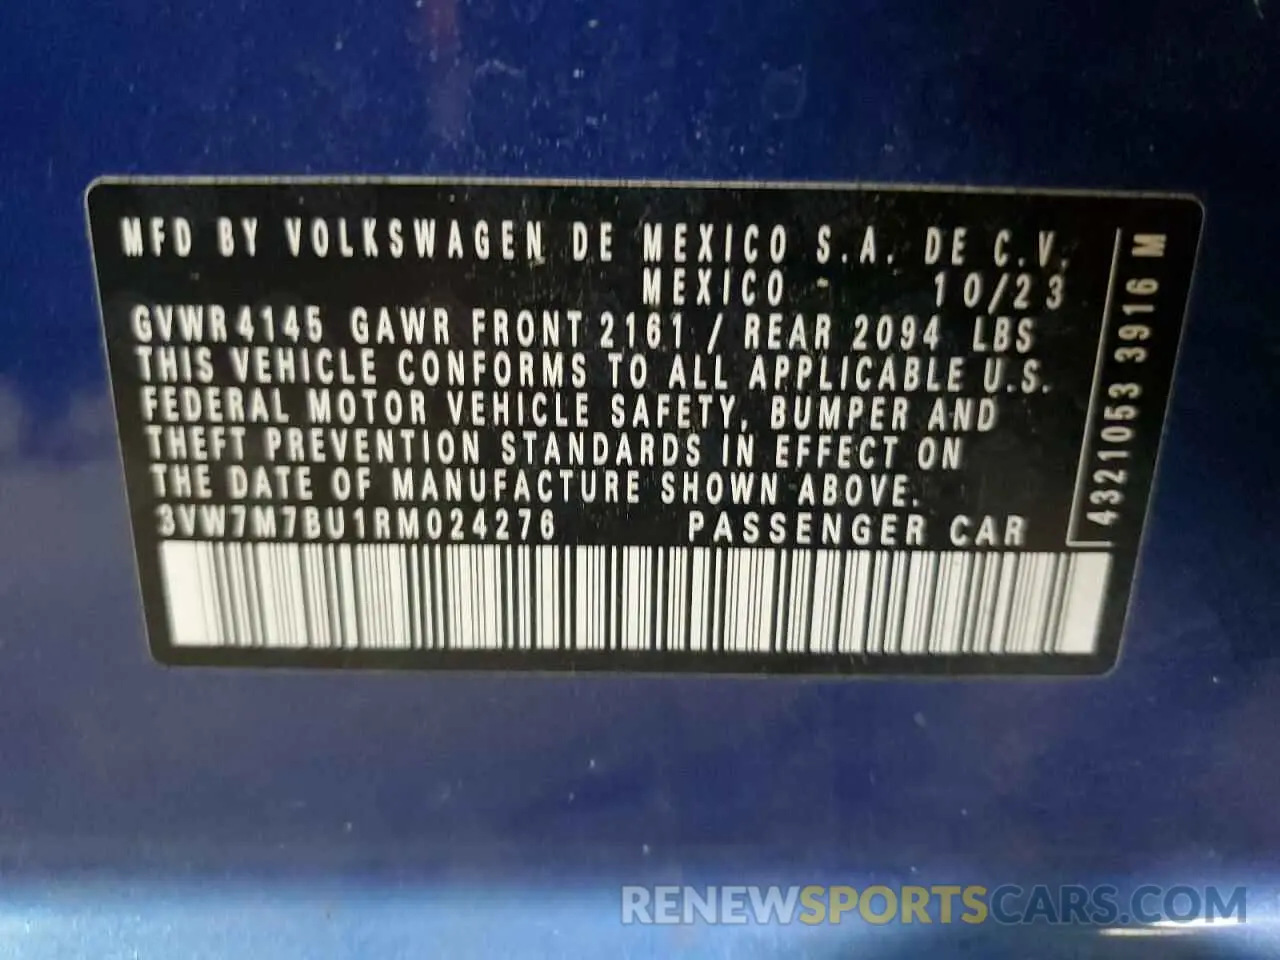 MFD BY VOLKSWAGEN DE MEXICO S.A. DE C.V.
MEXICO - 10/23
GVWR 4145 GAWR FRONT 2161 / REAR 2094 LBS
THIS VEHICLE CONFORMS TO ALL APPLICABLE U.S.
FEDERAL MOTOR VEHICLE SAFETY, BUMPER AND
THEFT PREVENTION STANDARDS IN EFFECT ON
THE DATE OF MANUFACTURE SHOWN ABOVE.
3VW7M7BU1RM024276 PASSENGER CAR
4321053 3916 M
RENEWSPORTSCARS.COM